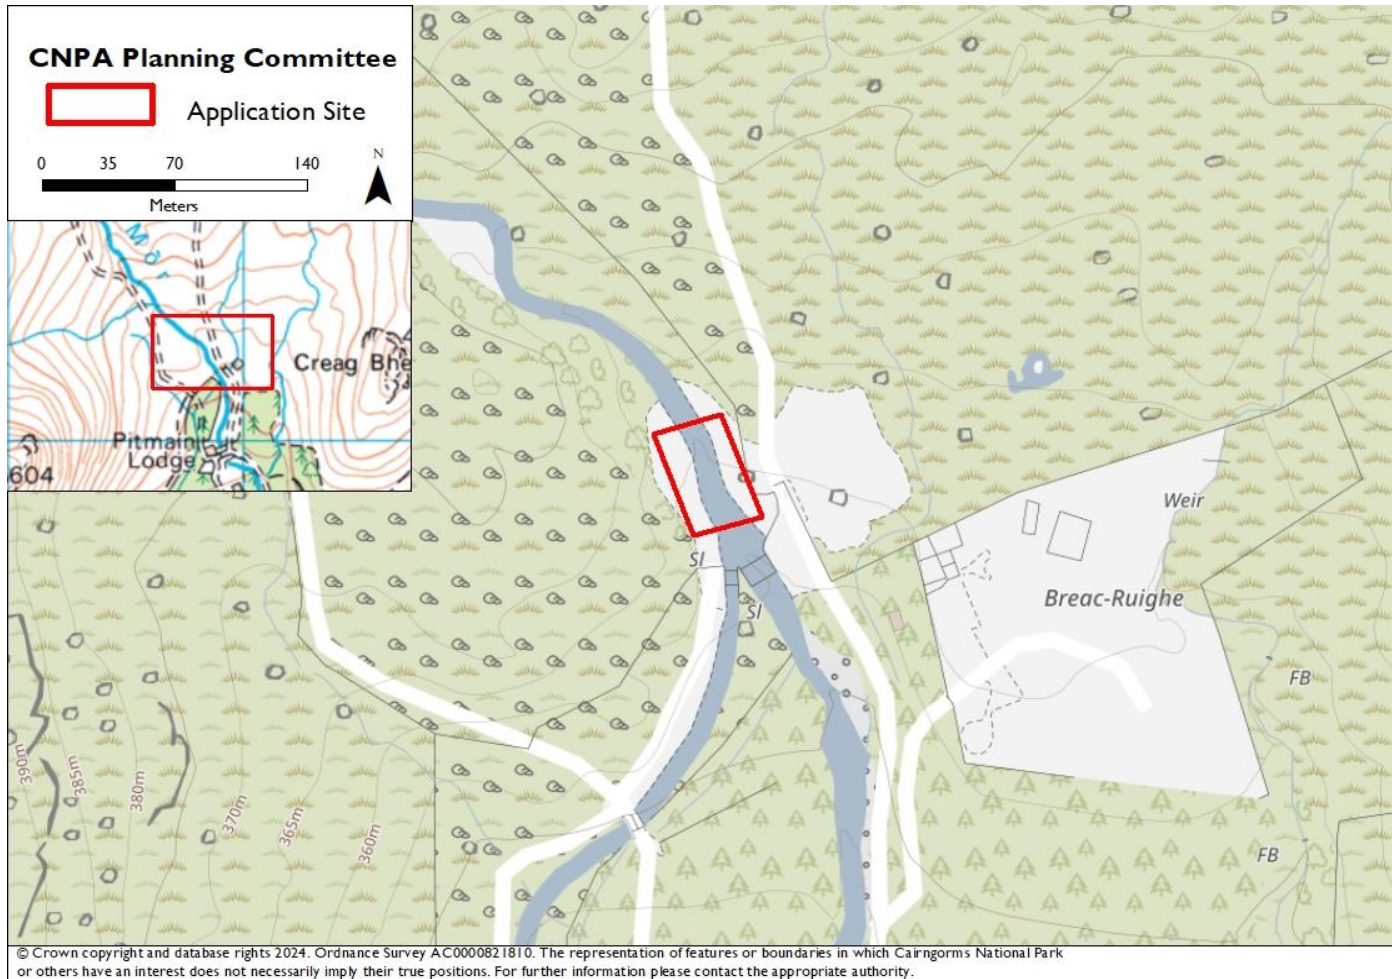 CNPA Planning Committee
Application Site
0 35 70 140
Meters
N
Mòr
Creag Bhe
Pitmain
Lodge
604
Weir
Sl
Breac-Ruighe
Sl
FB
390m
385m
380m
370m
365m
360m
FB
© Crown copyright and database rights 2024. Ordnance Survey AC0000821810. The representation of features or boundaries in which Cairngorms National Park
or others have an interest does not necessarily imply their true positions. For further information please contact the appropriate authority.